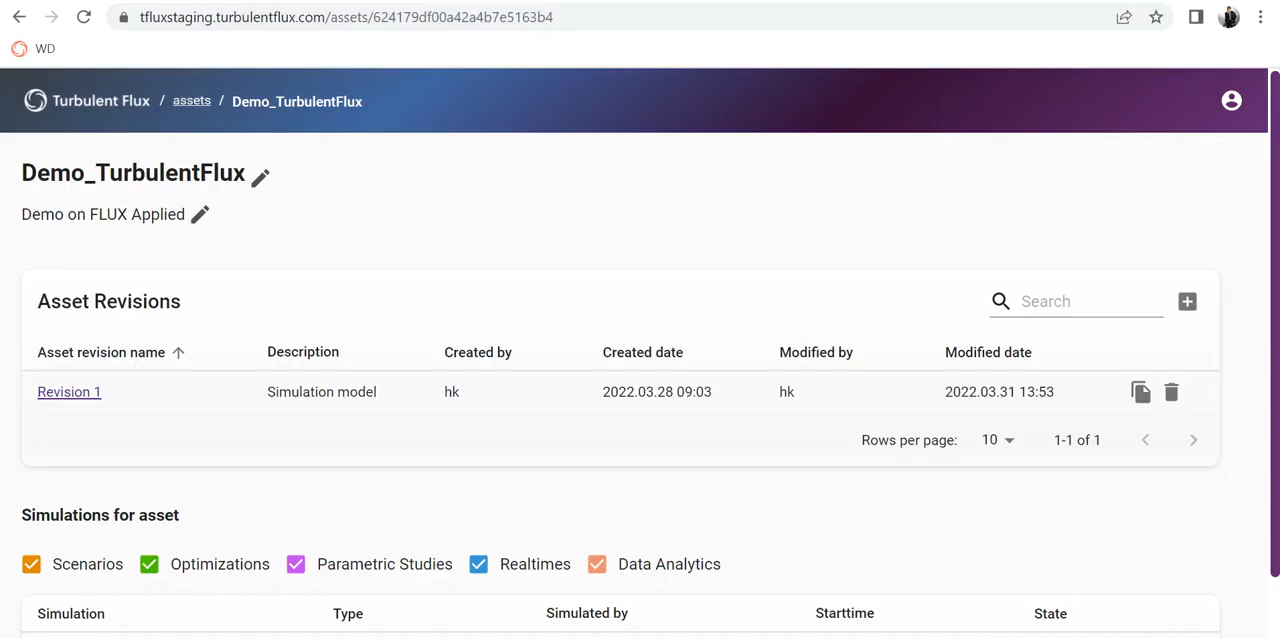 tfluxstaging.turbulentflux.com/assets/624179df00a42a4b7e5163b4
WD
Turbulent Flux / assets / Demo_TurbulentFlux
Demo_TurbulentFlux
Demo on FLUX Applied
Asset Revisions
Search
Asset revision name Description Created by Created date Modified by Modified date
Revision 1 Simulation model hk 2022.03.28 09:03 hk 2022.03.31 13:53
Rows per page: 10 1-1 of 1
Simulations for asset
Scenarios Optimizations Parametric Studies Realtimes Data Analytics
Simulation Type Simulated by Starttime State